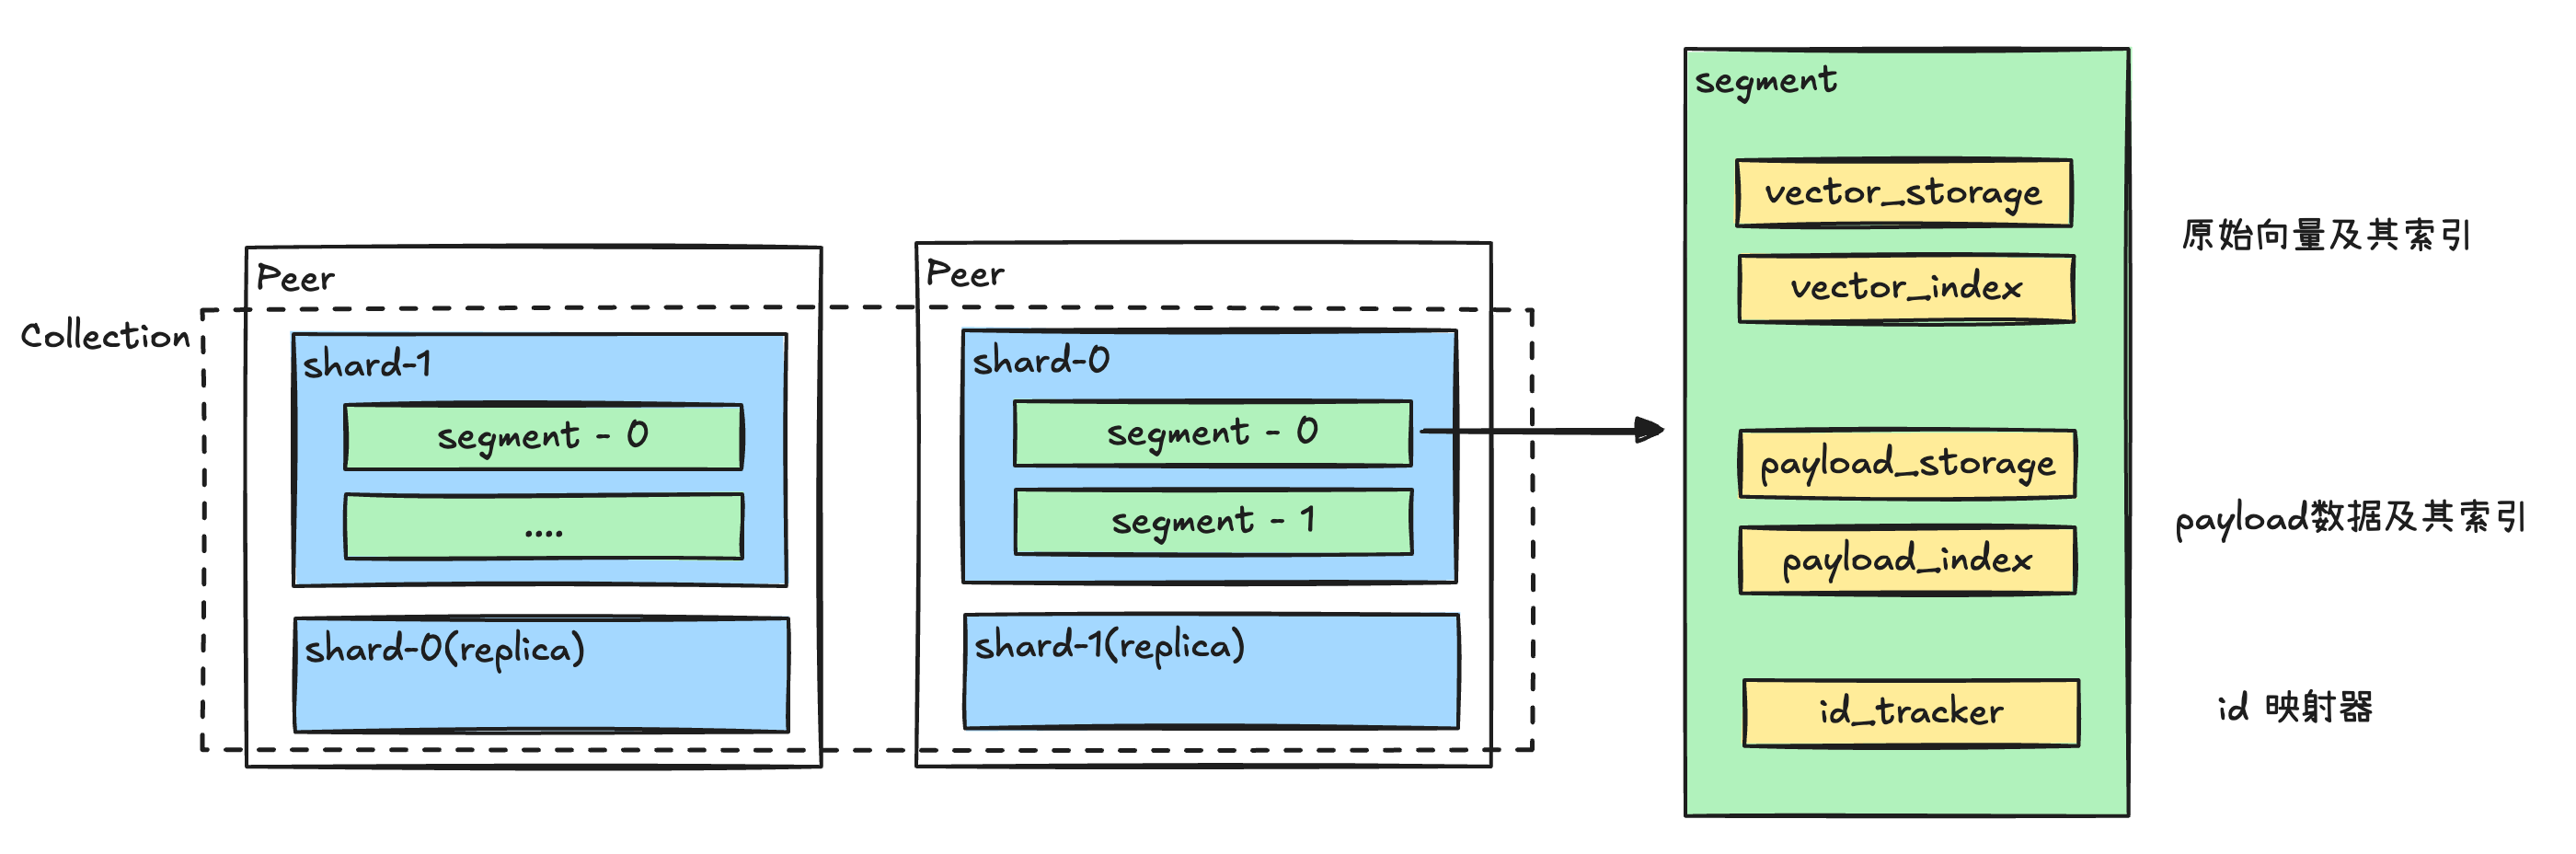 Collection
Peer
shard-1
segment - 0
....
shard-0(replica)
Peer
shard-0
segment - 0
segment - 1
shard-1(replica)
segment
vector_storage
vector_index
原始向量及其索引
payload_storage
payload_index
payload数据及其索引
id_tracker
id 映射器